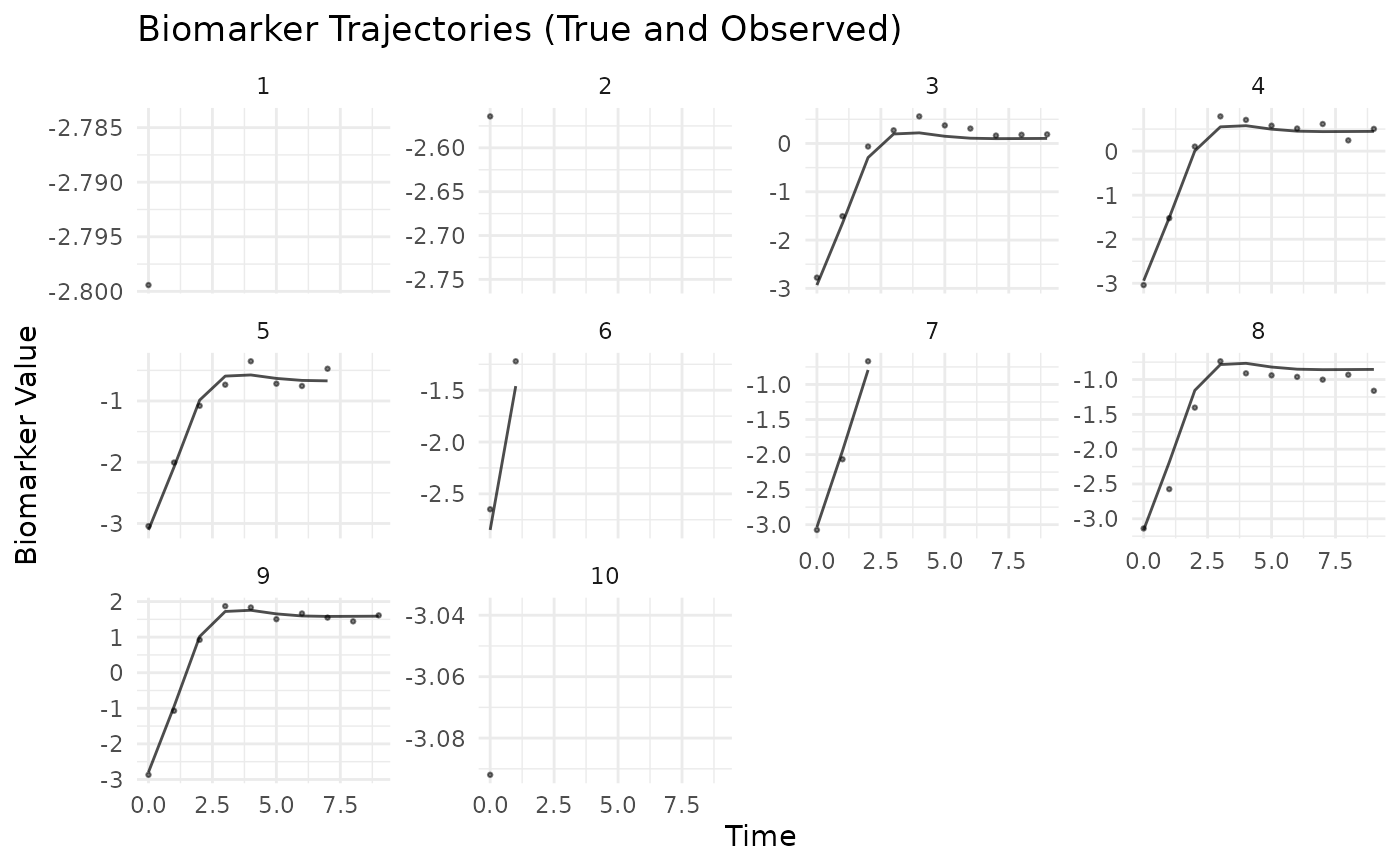 Biomarker Trajectories (True and Observed)
1 2 3 4
-2.785 -2.60 0 0
-2.790 -2.65 -1 -1
-2.795 -2.70 -2 -2
-2.800 -2.75 -3 -3
5 6 7 8
-1 -1.5 -1.0 -1.0
-2 -2.0 -1.5 -1.5
-3 -2.5 -2.0 -2.0
-2.5 -2.5
-3.0 -3.0
0.0 2.5 5.0 7.5 0.0 2.5 5.0 7.5
9 10
2 -3.04
1 -3.06
0 -3.08
-1
-2
-3
0.0 2.5 5.0 7.5 0.0 2.5 5.0 7.5
Biomarker Value
Time